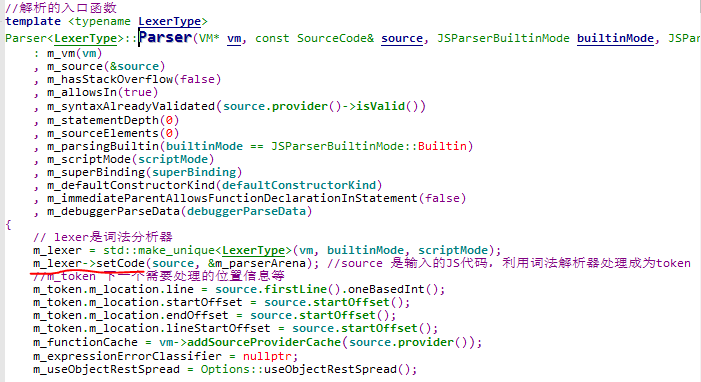 //解析的入口函数
template <typename LexerType>
Parser<LexerType>::Parser(VM* vm, const SourceCode& source, JSParserBuiltinMode builtinMode, JSPar
: m_vm(vm)
, m_source(&source)
, m_hasStackOverflow(false)
, m_allowsIn(true)
, m_syntaxAlreadyValidated(source.provider()->isValid())
, m_statementDepth(0)
, m_sourceElements(0)
, m_parsingBuiltin(builtinMode == JSParserBuiltinMode::Builtin)
, m_scriptMode(scriptMode)
, m_superBinding(superBinding)
, m_defaultConstructorKind(defaultConstructorKind)
, m_immediateParentAllowsFunctionDeclarationInStatement(false)
, m_debuggerParseData(debuggerParseData)
{
// lexer是词法分析器
m_lexer = std::make_unique<LexerType>(vm, builtinMode, scriptMode);
m_lexer->setCode(source, &m_parserArena); //source 是输入的JS代码，利用词法解析器处理成为token
//m_token 下一个需要处理的位置信息等
m_token.m_location.line = source.firstLine().oneBasedInt();
m_token.m_location.startOffset = source.startOffset();
m_token.m_location.endOffset = source.startOffset();
m_token.m_location.lineStartOffset = source.startOffset();
m_functionCache = vm->addSourceProviderCache(source.provider());
m_expressionErrorClassifier = nullptr;
m_useObjectRestSpread = Options::useObjectRestSpread();